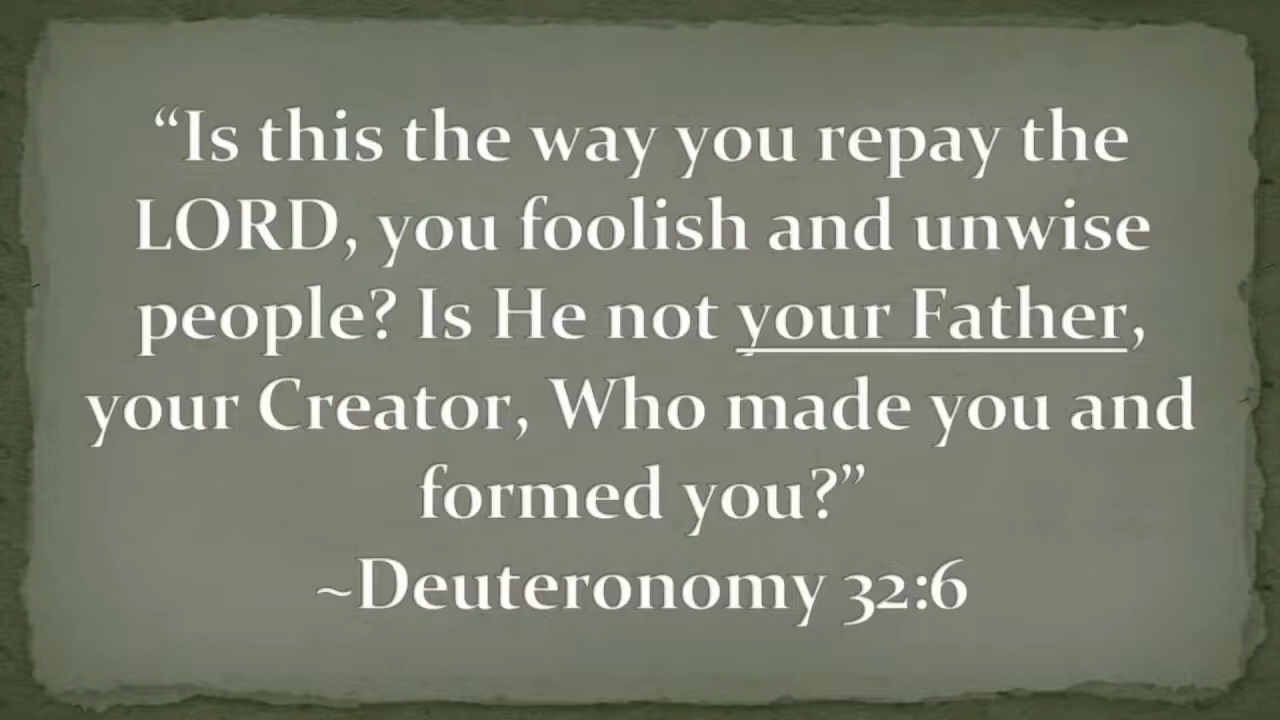 “Is this the way you repay the
LORD, you foolish and unwise
people? Is He not your Father,
your Creator, Who made you and
formed you?”
~Deuteronomy 32:6